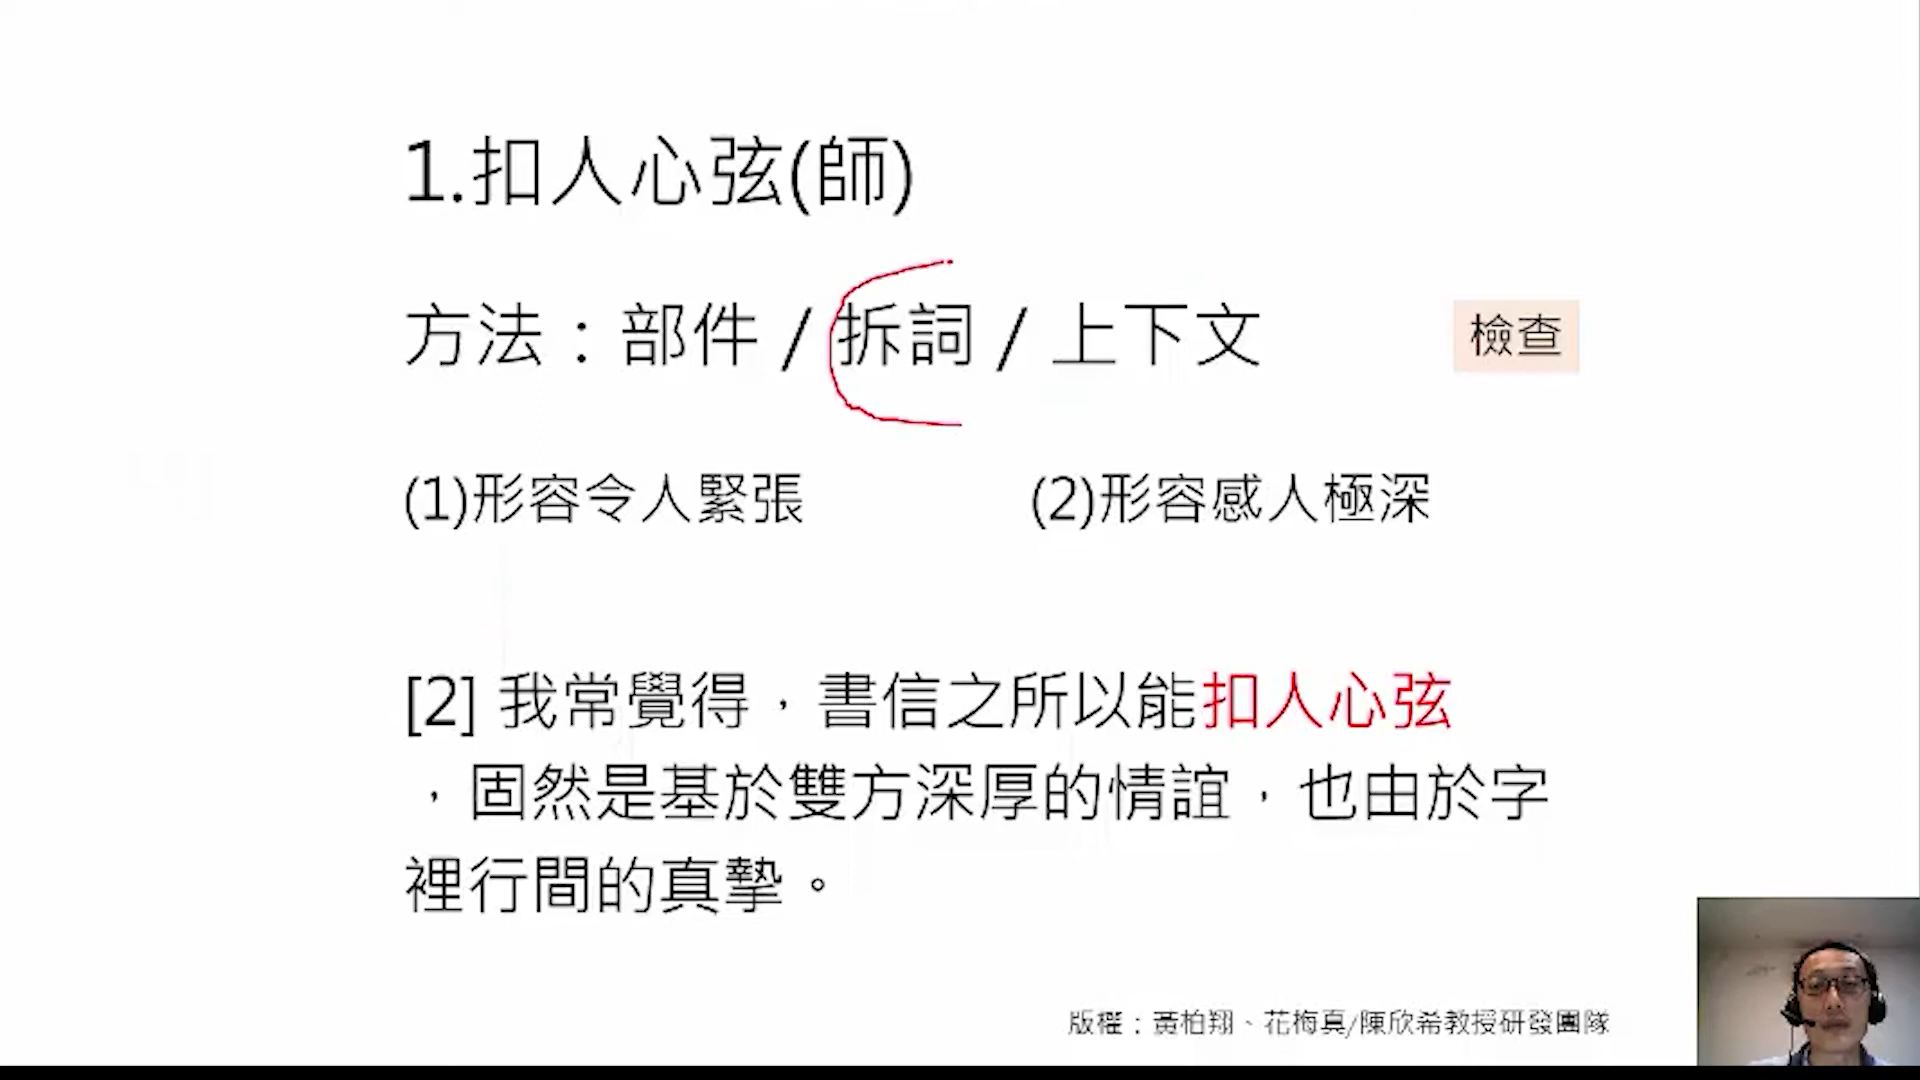 1.扣人心弦(師)
方法：部件 / 拆詞 / 上下文
檢查
(1)形容令人緊張
(2)形容感人極深
[2] 我常覺得，書信之所以能扣人心弦
，固然是基於雙方深厚的情誼，也由於字
裡行間的真摯。
版權：黃柏翔、花梅真/陳欣希教授研發團隊